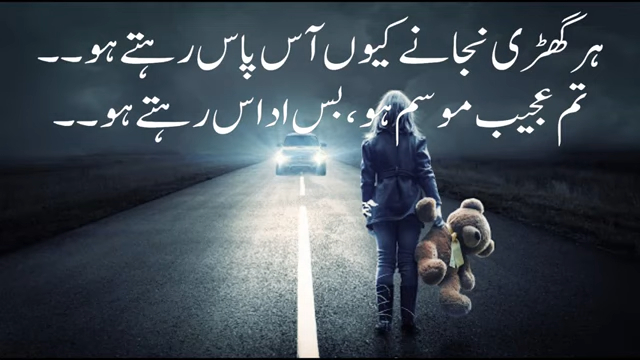 ہر گھڑی نجانے کیوں آس پاس رہتے ہو۔۔
تم عجیب موسم ہو، بس اداس رہتے ہو۔۔